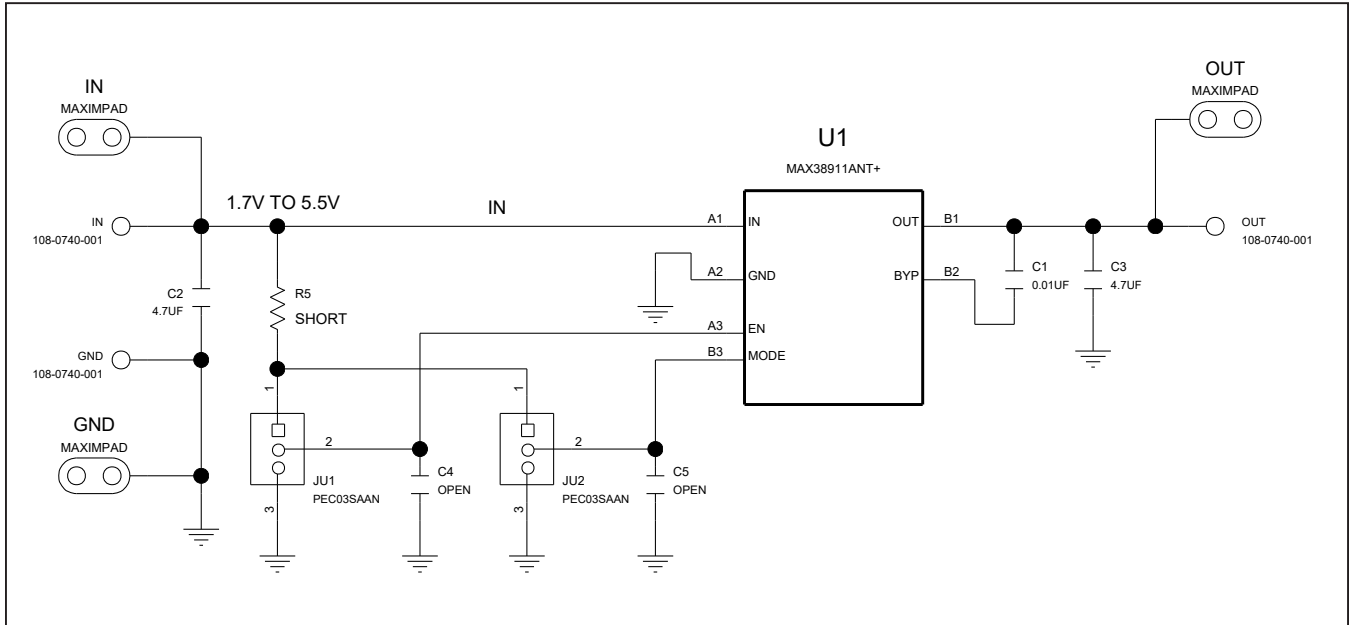 IN
MAXIMPAD
OUT
MAXIMPAD
U1
MAX38911ANT+
1.7V TO 5.5V
IN
IN
108-0740-001
A1
IN
OUT
B1
OUT
108-0740-001
A2
GND
BYP
B2
C1
0.01UF
C3
4.7UF
C2
4.7UF
R5
SHORT
A3
EN
B3
MODE
GND
108-0740-001
GND
MAXIMPAD
1
2
3
JU1
PEC03SAAN
C4
OPEN
1
2
3
JU2
PEC03SAAN
C5
OPEN